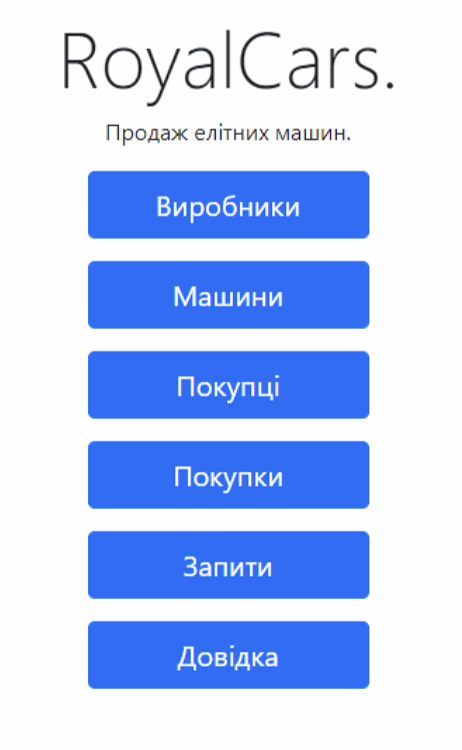 RoyalCars.
Продаж елітних машин.
Виробники
Машини
Покупці
Покупки
Запити
Довідка